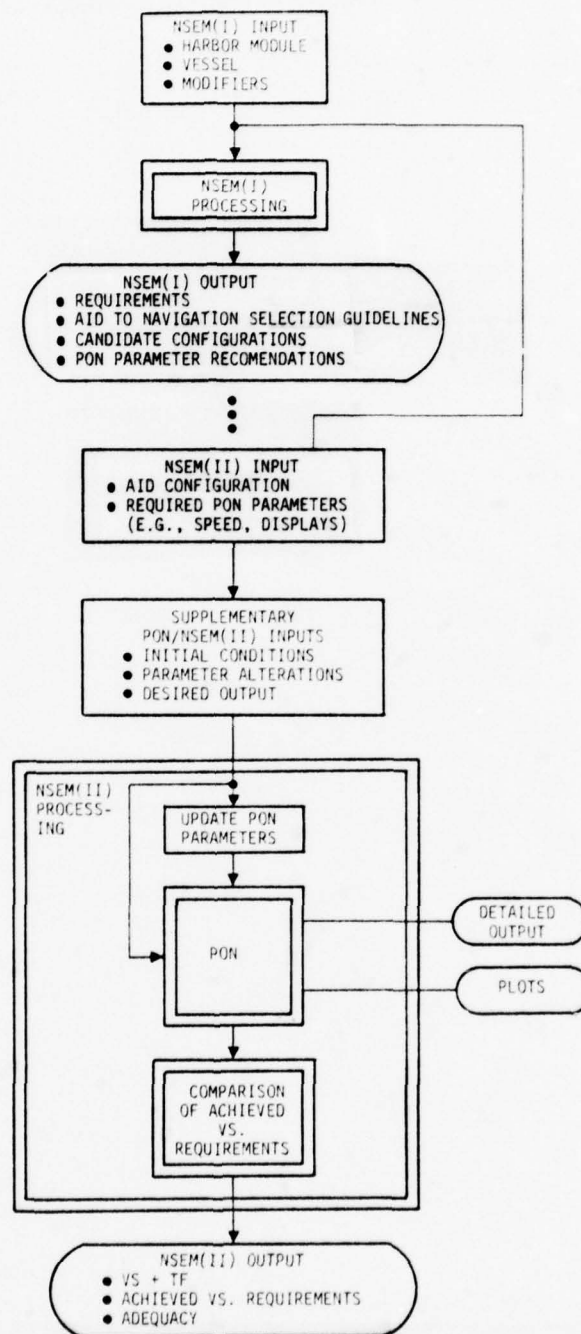 NSEM(I) INPUT
● HARBOR MODULE
● VESSEL
● MODIFIERS
NSEM(I)
PROCESSING
NSEM(I) OUTPUT
● REQUIREMENTS
● AID TO NAVIGATION SELECTION GUIDELINES
● CANDIDATE CONFIGURATIONS
● PON PARAMETER RECOMENDATIONS
NSEM(II) INPUT
● AID CONFIGURATION
● REQUIRED PON PARAMETERS
(E.G., SPEED, DISPLAYS)
SUPPLEMENTARY
PON/NSEM(II) INPUTS
● INITIAL CONDITIONS
● PARAMETER ALTERATIONS
● DESIRED OUTPUT
NSEM(II)
PROCESS-
ING
UPDATE PON
PARAMETERS
PON
DETAILED
OUTPUT
PLOTS
COMPARISON
OF ACHIEVED
VS.
REQUIREMENTS
NSEM(II) OUTPUT
● VS + TF
● ACHIEVED VS. REQUIREMENTS
● ADEQUACY